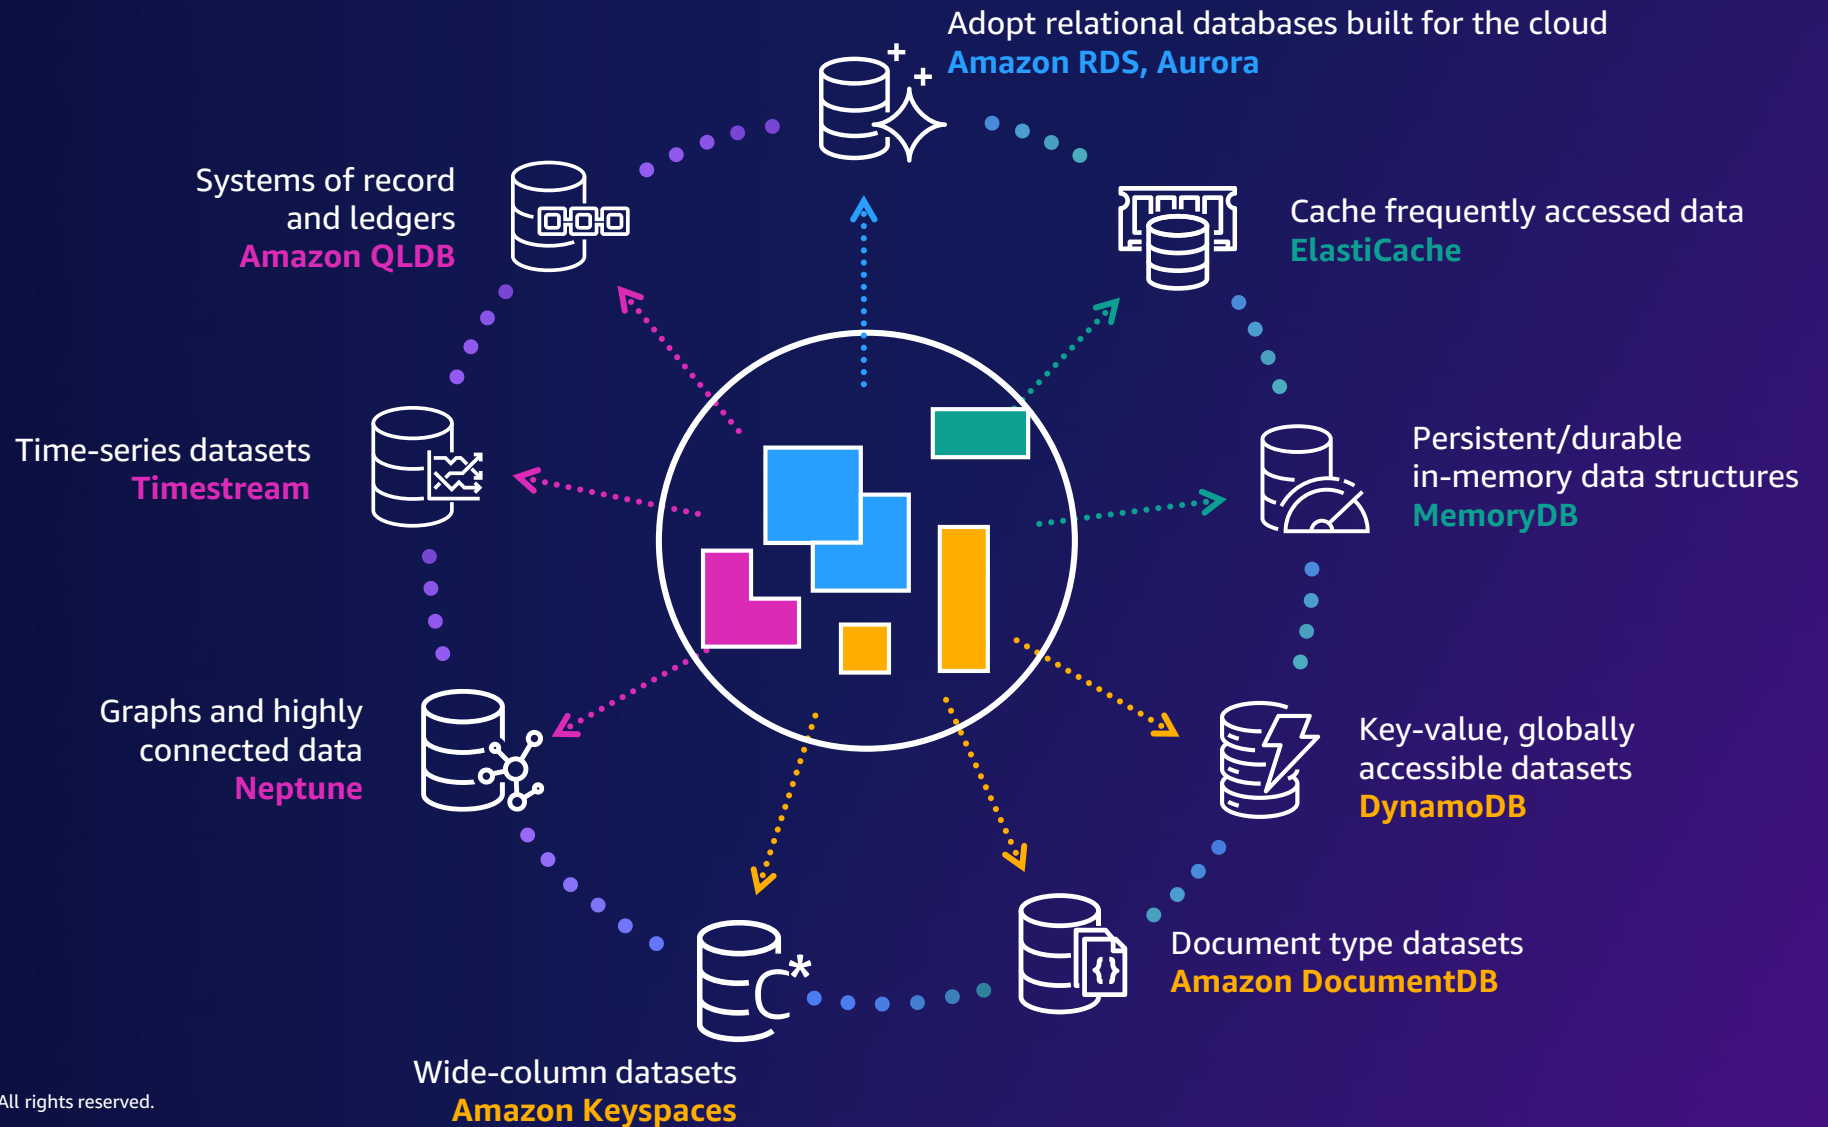 Adopt relational databases built for the cloud
Amazon RDS, Aurora
Cache frequently accessed data
ElastiCache
Persistent/durable
in-memory data structures
MemoryDB
Key-value, globally
accessible datasets
DynamoDB
Document type datasets
Amazon DocumentDB
C*
Wide-column datasets
Amazon Keyspaces
Graphs and highly
connected data
Neptune
Time-series datasets
Timestream
Systems of record
and ledgers
Amazon QLDB
{}
All rights reserved.